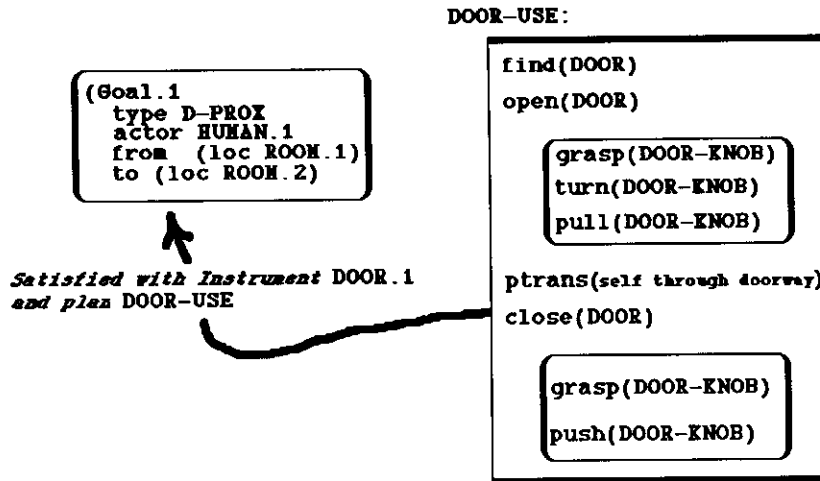 DOOR-USE:
(Goal.1
type D-PROX
actor HUMAN.1
from (loc ROOM.1)
to (loc ROOM.2)
Satisfied with Instrument DOOR.1
and plan DOOR-USE
find(DOOR)
open(DOOR)
grasp(DOOR-KNOB)
turn(DOOR-KNOB)
pull(DOOR-KNOB)
ptrans(self through doorway)
close(DOOR)
grasp(DOOR-KNOB)
push(DOOR-KNOB)